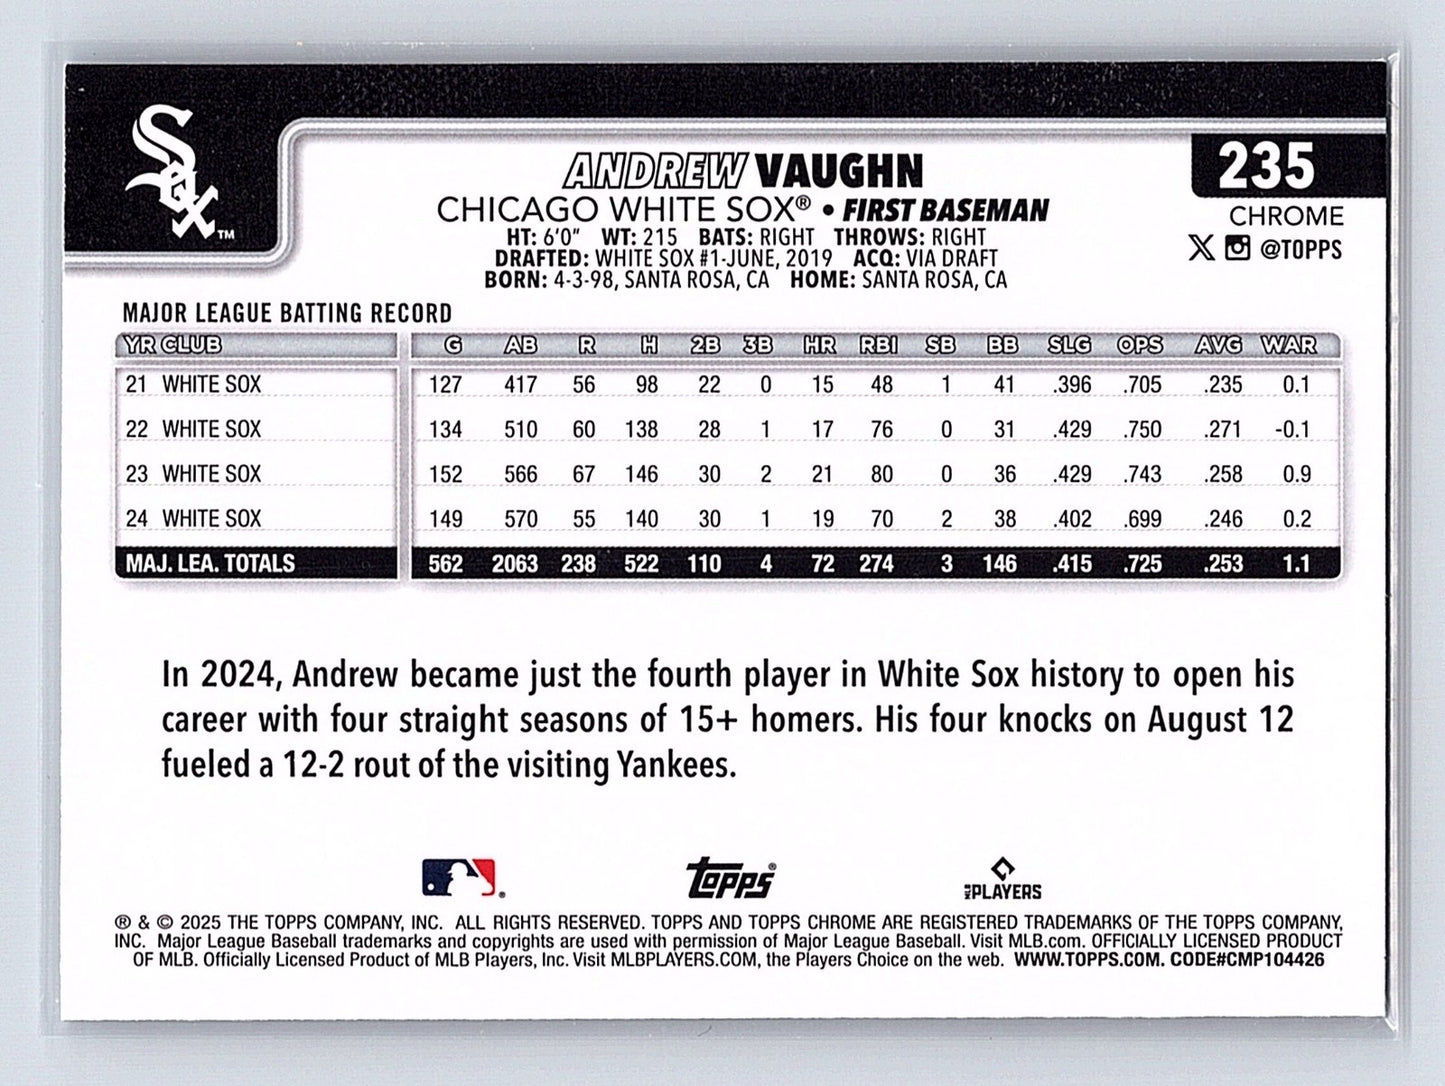 Sox™
235
ANDREW VAUGHN
CHICAGO WHITE SOX® • FIRST BASEMAN
CHROME
HT: 6'0" WT: 215 BATS: RIGHT THROWS: RIGHT
@TOPPS
DRAFTED: WHITE SOX #1-JUNE, 2019 ACQ: VIA DRAFT
BORN: 4-3-98, SANTA ROSA, CA HOME: SANTA ROSA, CA
MAJOR LEAGUE BATTING RECORD
YR CLUB G AB R H 2B 3B HR RBI SB BB SLG OPS AVG WAR
21 WHITE SOX 127 417 56 98 22 0 15 48 1 41 .396 .705 .235 0.1
22 WHITE SOX 134 510 60 138 28 1 17 76 0 31 .429 .750 .271 -0.1
23 WHITE SOX 152 566 67 146 30 2 21 80 0 36 .429 .743 .258 0.9
24 WHITE SOX 149 570 55 140 30 1 19 70 2 38 .402 .699 .246 0.2
MAJ. LEA. TOTALS 562 2063 238 522 110 4 72 274 3 146 .415 .725 .253 1.1
In 2024, Andrew became just the fourth player in White Sox history to open his
career with four straight seasons of 15+ homers. His four knocks on August 12
fueled a 12-2 rout of the visiting Yankees.
® topps® MLB PLAYERS
® & © 2025 THE TOPPS COMPANY, INC. ALL RIGHTS RESERVED. TOPPS AND TOPPS CHROME ARE REGISTERED TRADEMARKS OF THE TOPPS COMPANY,
INC. Major League Baseball trademarks and copyrights are used with permission of Major League Baseball. Visit MLB.com. OFFICIALLY LICENSED PRODUCT
OF MLB. Officially Licensed Product of MLB Players, Inc. Visit MLBPLAYERS.COM, the Players Choice on the web. WWW.TOPPS.COM. CODE#CMP104426